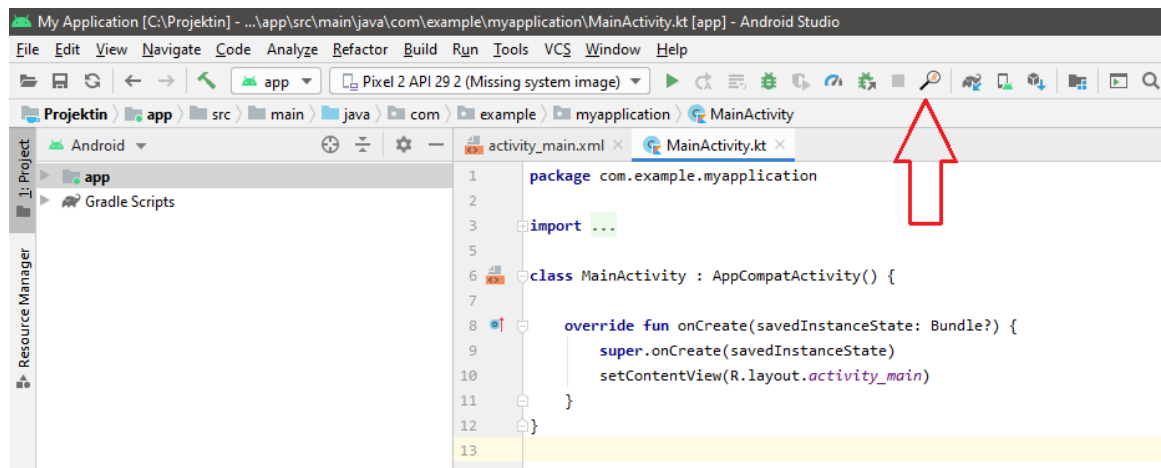 My Application [C:\Projektin] - ...\app\src\main\java\com\example\myapplication\MainActivity.kt [app] - Android Studio
File Edit View Navigate Code Analyze Refactor Build Run Tools VCS Window Help
app Pixel 2 API 29 2 (Missing system image)
Projektin app src main java com example myapplication MainActivity
1: Project
Resource Manager
Android
app
Gradle Scripts
activity_main.xml MainActivity.kt
1 package com.example.myapplication
2
3 import ...
5
6 class MainActivity : AppCompatActivity() {
7
8 override fun onCreate(savedInstanceState: Bundle?) {
9 super.onCreate(savedInstanceState)
10 setContentView(R.layout.activity_main)
11 }
12 }
13